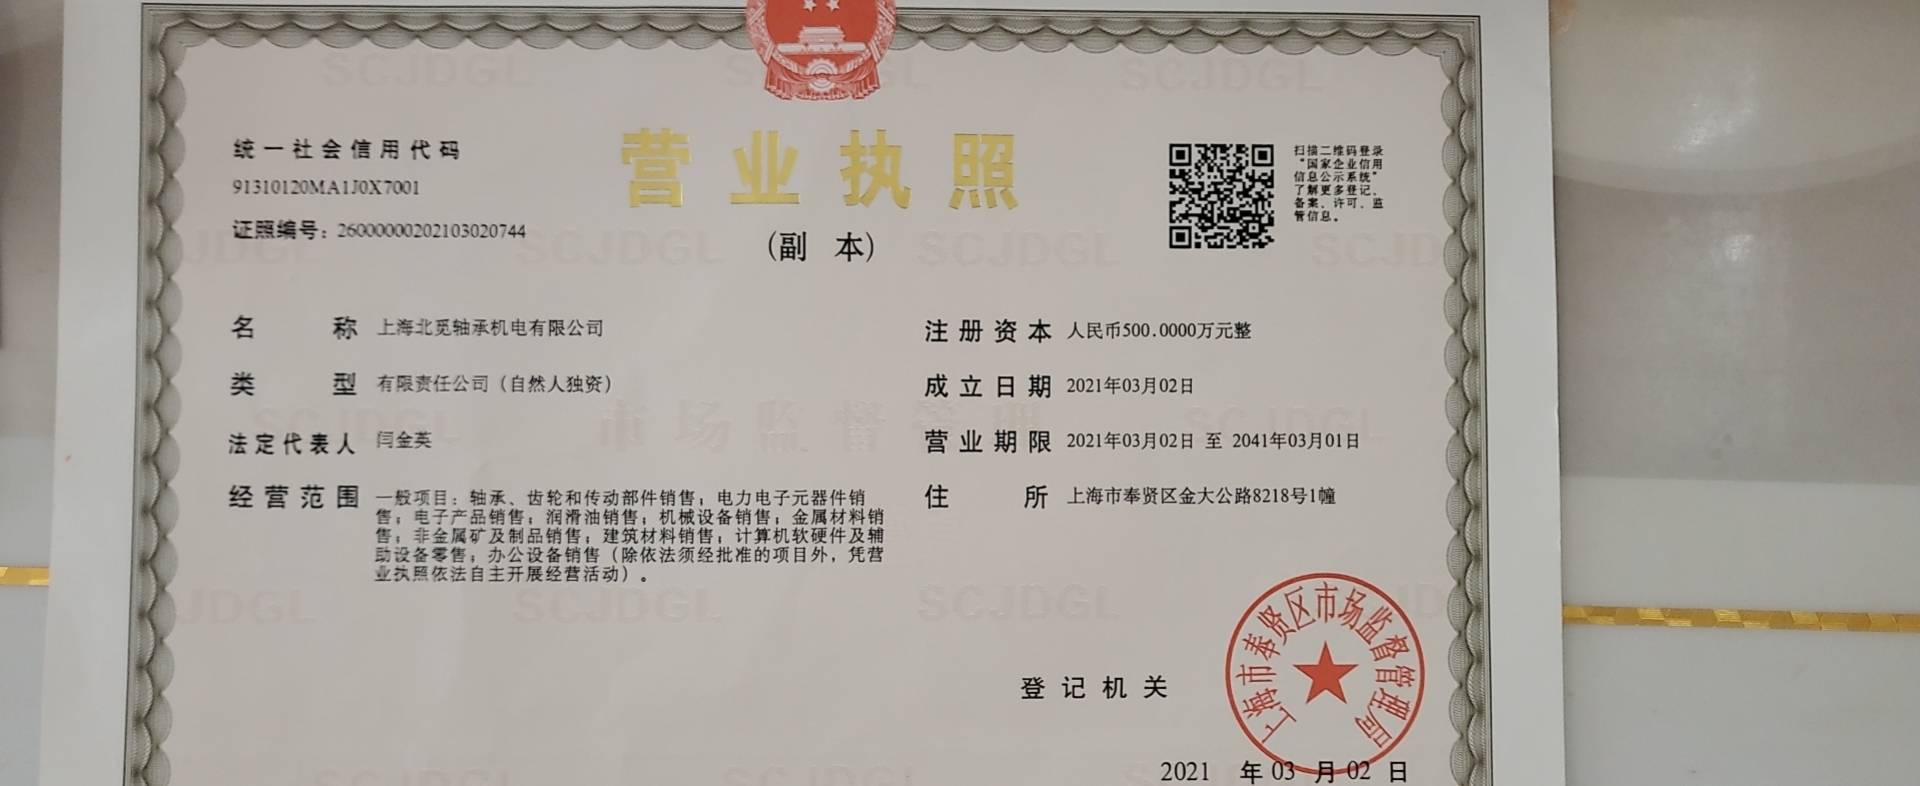 统一社会信用代码
91310120MA1J0X7001
证照编号：26000000202103020744
营业执照
（副 本）
扫描二维码登录
“国家企业信用
信息公示系统”
了解更多登记、
备案、许可、监
管信息。
名 称 上海北觅轴承机电有限公司
类 型 有限责任公司（自然人独资）
法定代表人 闫金英
经营范围 一般项目：轴承、齿轮和传动部件销售；电力电子元器件销
售；电子产品销售；润滑油销售；机械设备销售；金属材料销
售；非金属矿及制品销售；建筑材料销售；计算机软硬件及辅
助设备零售；办公设备销售（除依法须经批准的项目外，凭营
业执照依法自主开展经营活动）。
注册资本 人民币500.0000万元整
成立日期 2021年03月02日
营业期限 2021年03月02日 至 2041年03月01日
住 所 上海市奉贤区金大公路8218号1幢
登记机关
上海市奉贤区市场监督管理局
2021 年 03 月 02 日
SCJDGL
市场监督管理